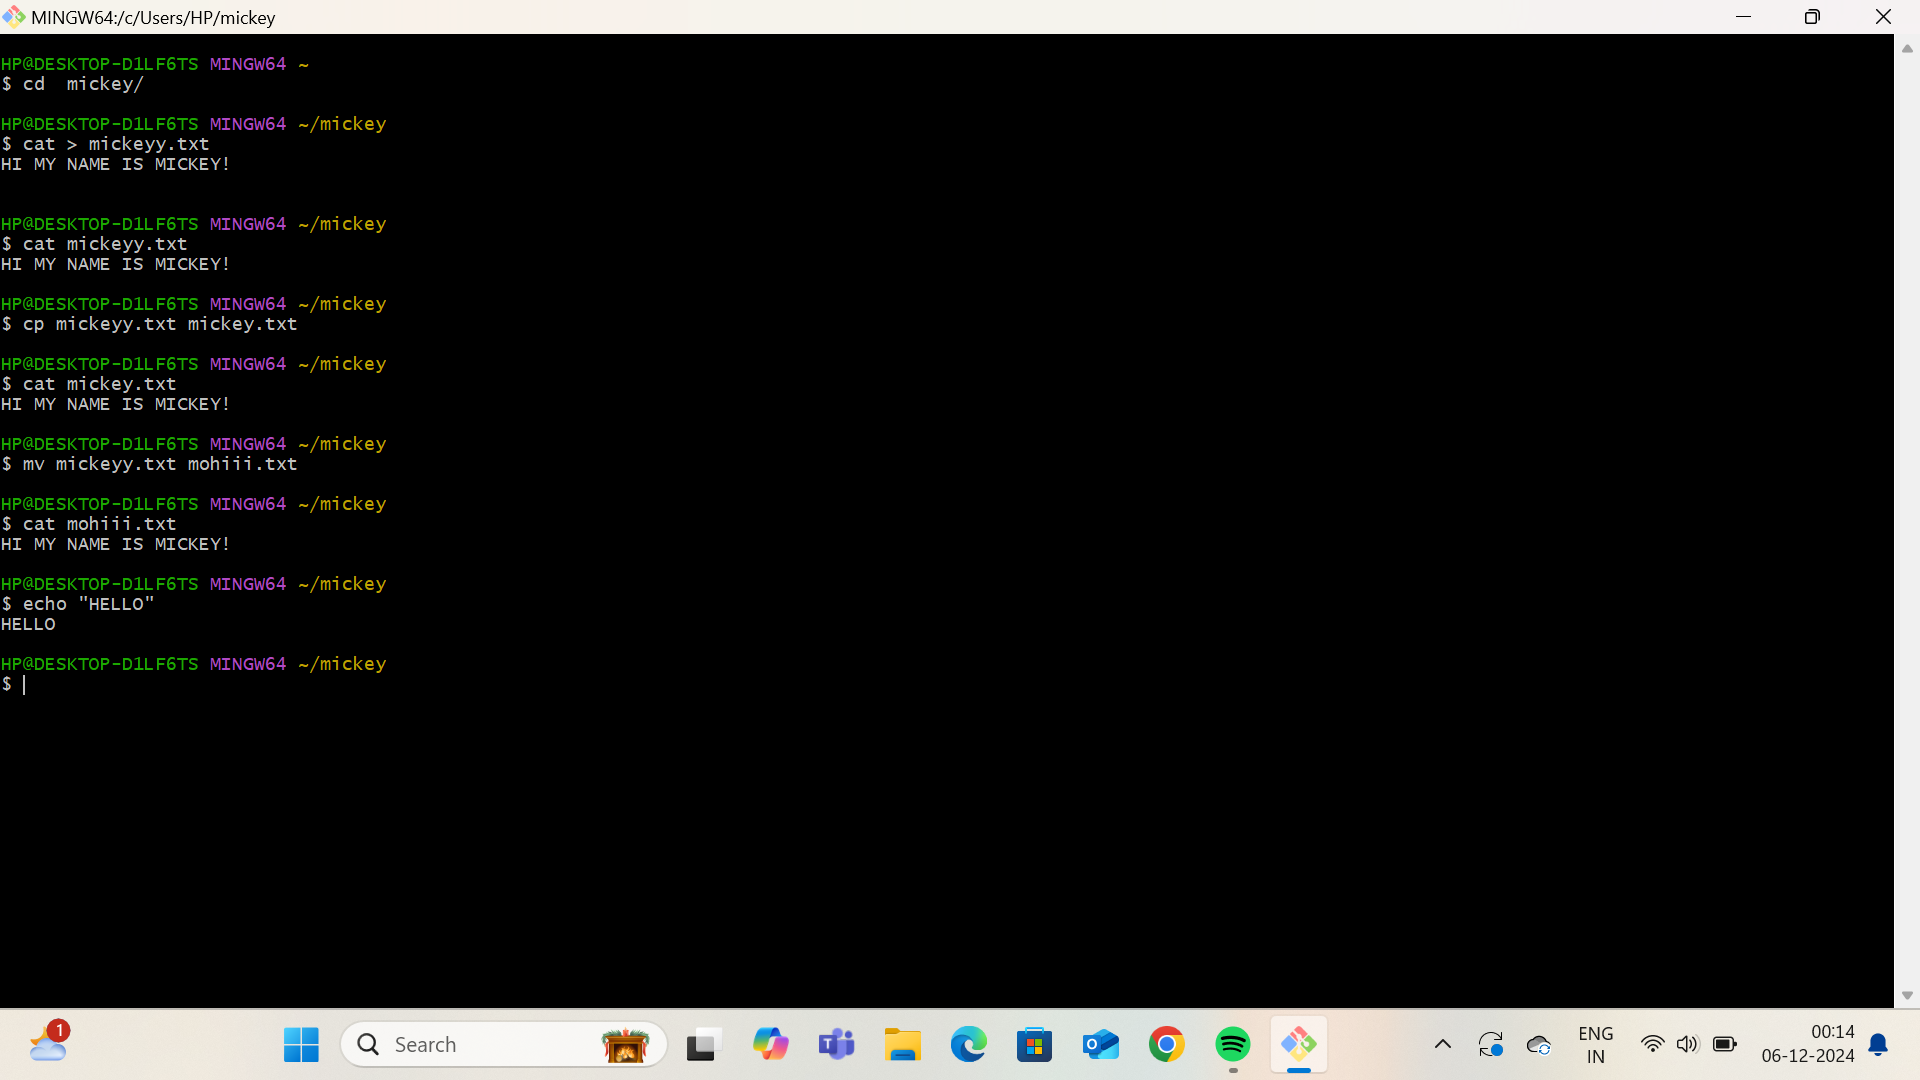 MINGW64:/c/Users/HP/mickey
HP@DESKTOP-D1LF6TS MINGW64 ~
$ cd  mickey/
HP@DESKTOP-D1LF6TS MINGW64 ~/mickey
$ cat > mickeyy.txt
HI MY NAME IS MICKEY!
HP@DESKTOP-D1LF6TS MINGW64 ~/mickey
$ cat mickeyy.txt
HI MY NAME IS MICKEY!
HP@DESKTOP-D1LF6TS MINGW64 ~/mickey
$ cp mickeyy.txt mickey.txt
HP@DESKTOP-D1LF6TS MINGW64 ~/mickey
$ cat mickey.txt
HI MY NAME IS MICKEY!
HP@DESKTOP-D1LF6TS MINGW64 ~/mickey
$ mv mickeyy.txt mohiii.txt
HP@DESKTOP-D1LF6TS MINGW64 ~/mickey
$ cat mohiii.txt
HI MY NAME IS MICKEY!
HP@DESKTOP-D1LF6TS MINGW64 ~/mickey
$ echo "HELLO"
HELLO
HP@DESKTOP-D1LF6TS MINGW64 ~/mickey
$
1
Search
ENG
IN
00:14
06-12-2024